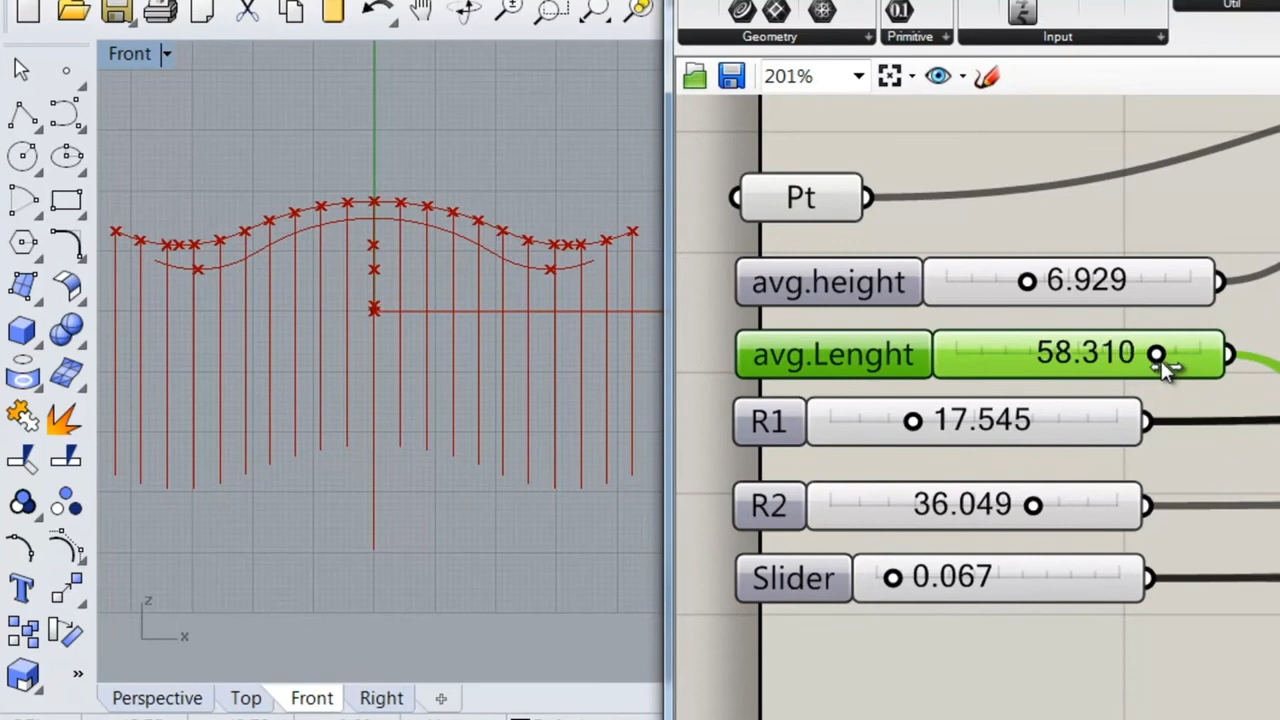 Util
Geometry
Primitive
Input
0.1
Front
201%
Pt
avg.height 6.929
avg.Lenght 58.310
R1 17.545
R2 36.049
Slider 0.067
z
x
Perspective Top Front Right